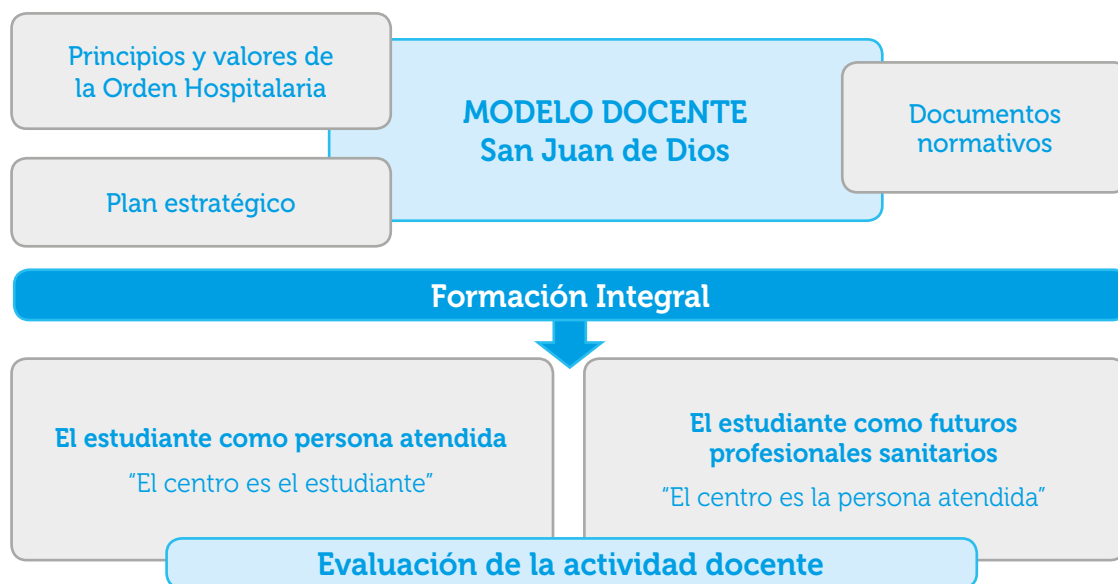 Principios y valores de
la Orden Hospitalaria
MODELO DOCENTE
San Juan de Dios
Documentos
normativos
Plan estratégico
Formación Integral
El estudiante como persona atendida
“El centro es el estudiante”
El estudiante como futuros
profesionales sanitarios
“El centro es la persona atendida”
Evaluación de la actividad docente